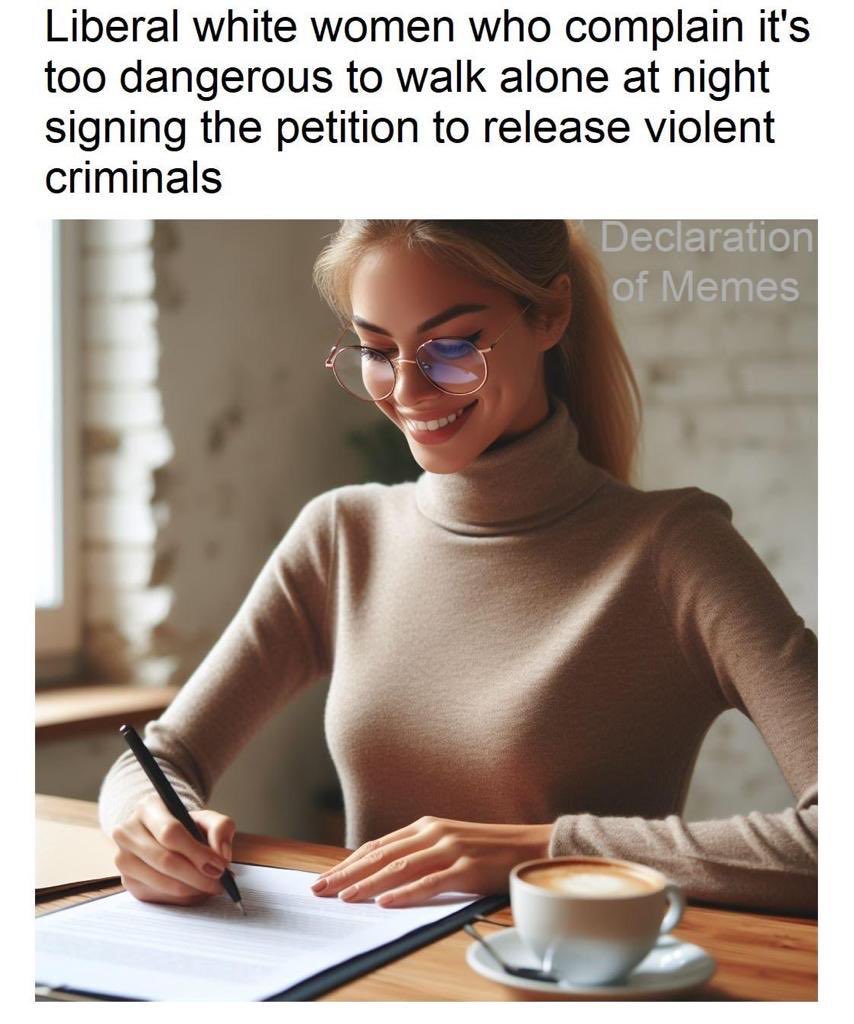 Liberal white women who complain it's
too dangerous to walk alone at night
signing the petition to release violent
criminals
Declaration
of Memes